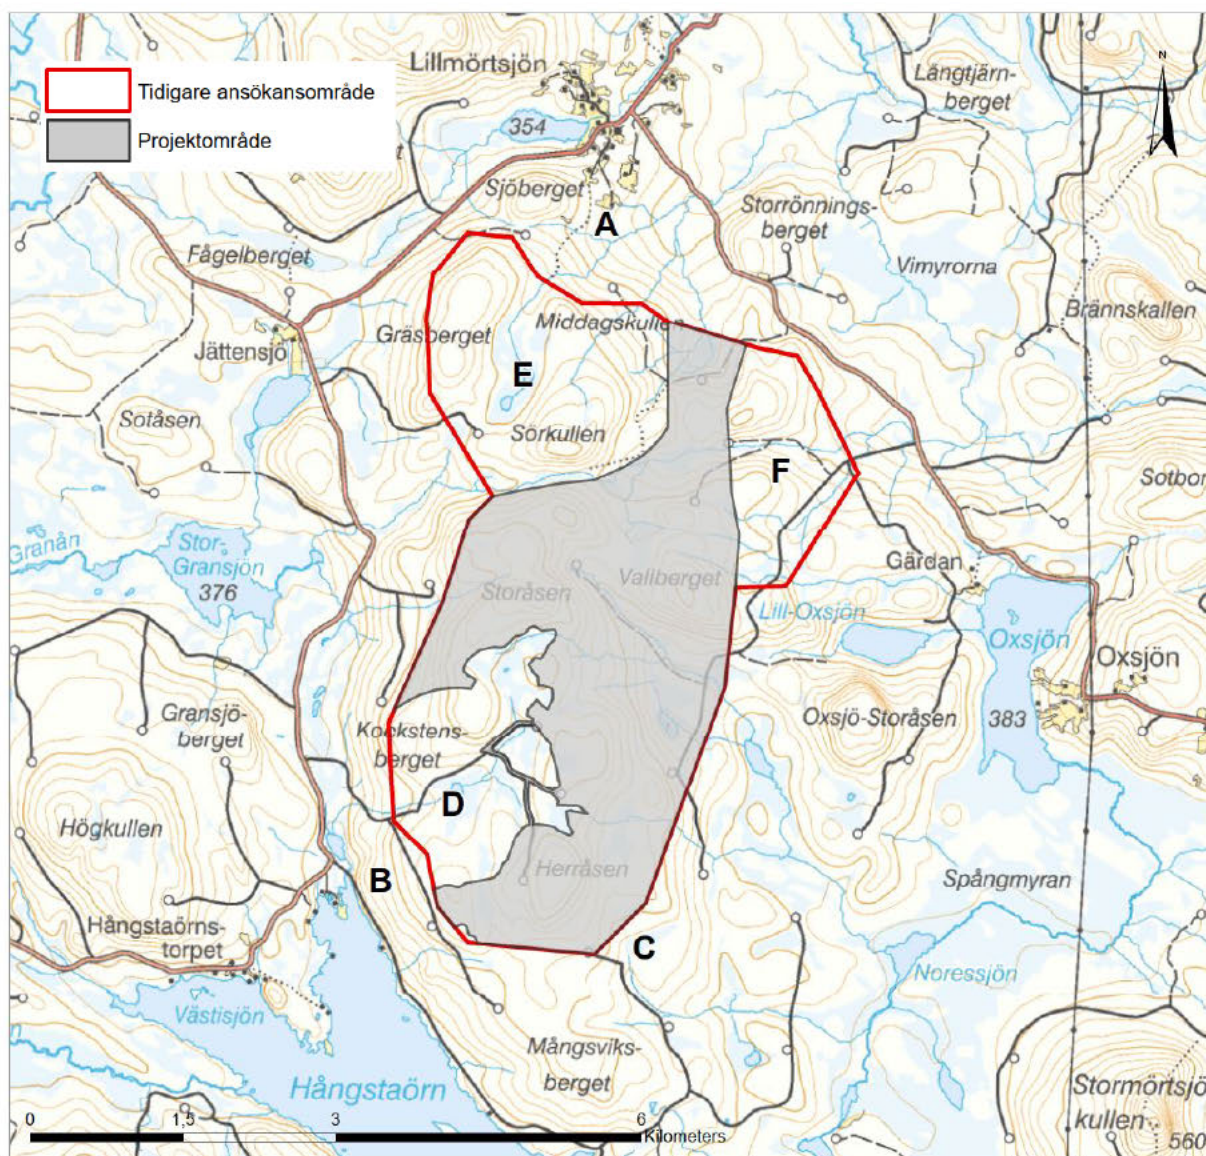 Lillmörtsjön
Långtjärn-
berget
N
Tidigare ansökansområde
354
Projektområde
Sjöberget
A
Storrönnings-
berget
Fågelberget
Vimyrorna
Brännskallen
Gräsberget
Middagskullen
Jättensjö
E
Sotåsen
Sörkullen
F
Sotbor
Granån
Stor-
Gransjön
376
Gärdan
Storåsen
Vallberget
Lill-Oxsjön
Oxsjön
Oxsjön
Gransjö-
berget
Kockstens-
berget
Oxsjö-Storåsen
383
D
Högkullen
Herråsen
B
Spångmyran
Hångstaörns-
torpet
C
Noressjön
Västisjön
Mångsviks-
berget
Hångstaörn
Stormörtsjö
kullen
560
0
1,5
3
6
Kilometers